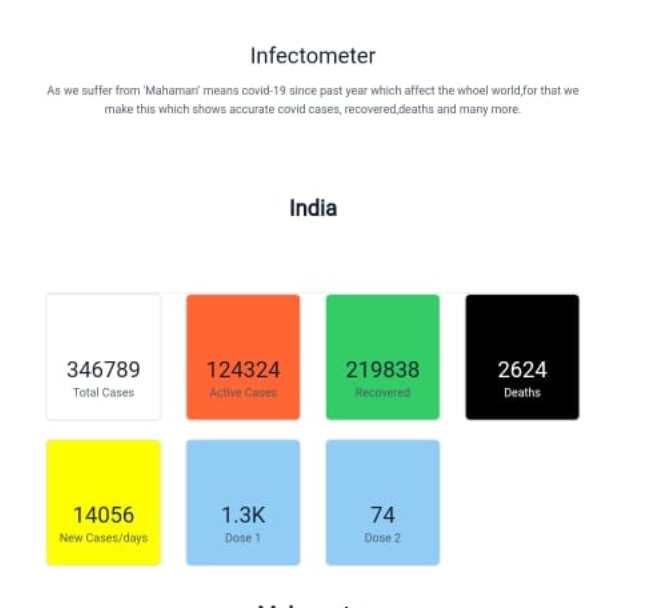 Infectometer
As we suffer from 'Mahamari' means covid-19 since past year which affect the whoel world,for that we
make this which shows accurate covid cases, recovered,deaths and many more.
India
346789
Total Cases
124324
Active Cases
219838
Recovered
2624
Deaths
14056
New Cases/days
1.3K
Dose 1
74
Dose 2